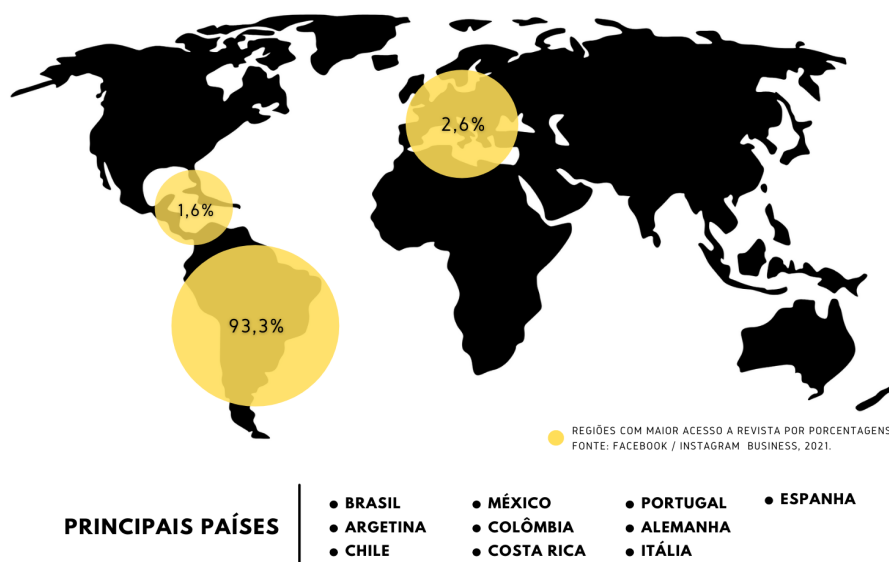 2,6%
1,6%
93,3%
REGIÕES COM MAIOR ACESSO A REVISTA POR PORCENTAGENS
FONTE: FACEBOOK / INSTAGRAM BUSINESS, 2021.
PRINCIPAIS PAÍSES
• BRASIL
• ARGETINA
• CHILE
• MÉXICO
• COLÔMBIA
• COSTA RICA
• PORTUGAL
• ALEMANHA
• ITÁLIA
• ESPANHA